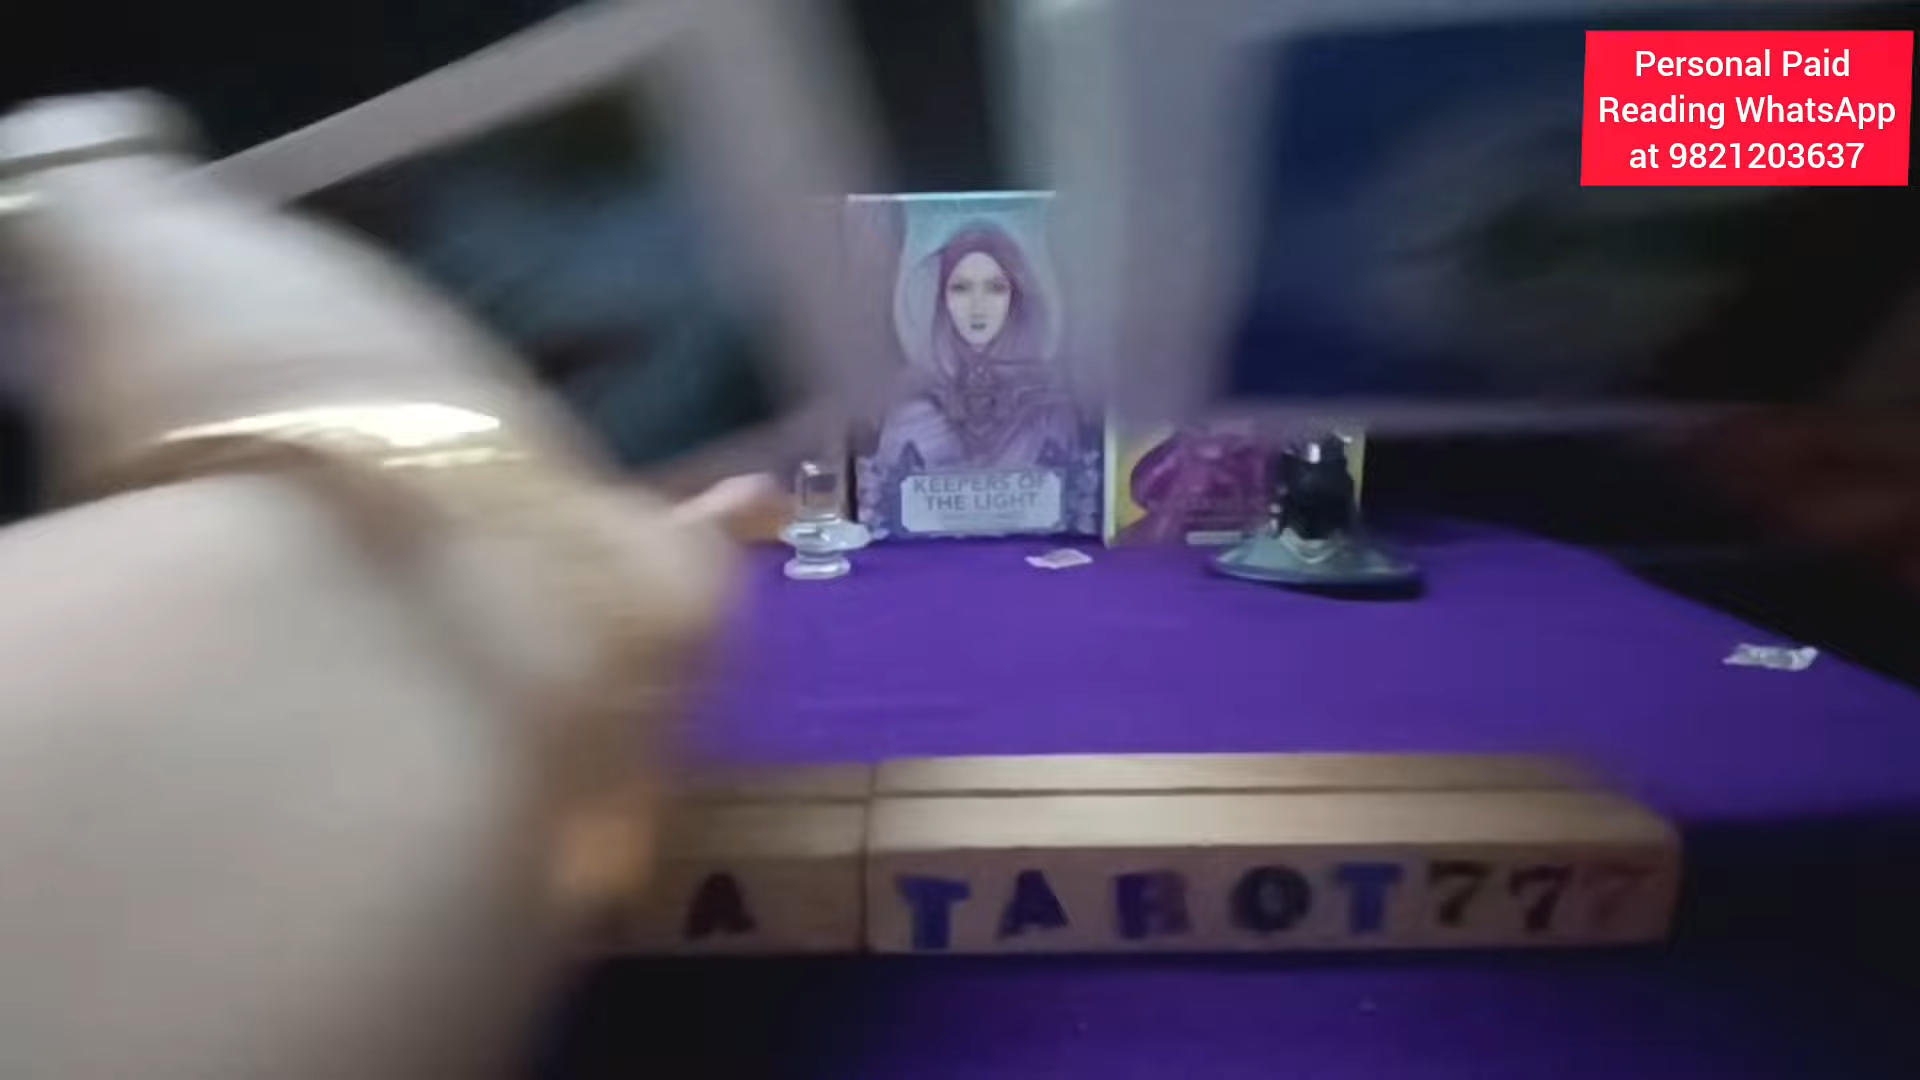 Personal Paid
Reading WhatsApp
at 9821203637
KEEPERS OF
THE LIGHT
A TAROT777